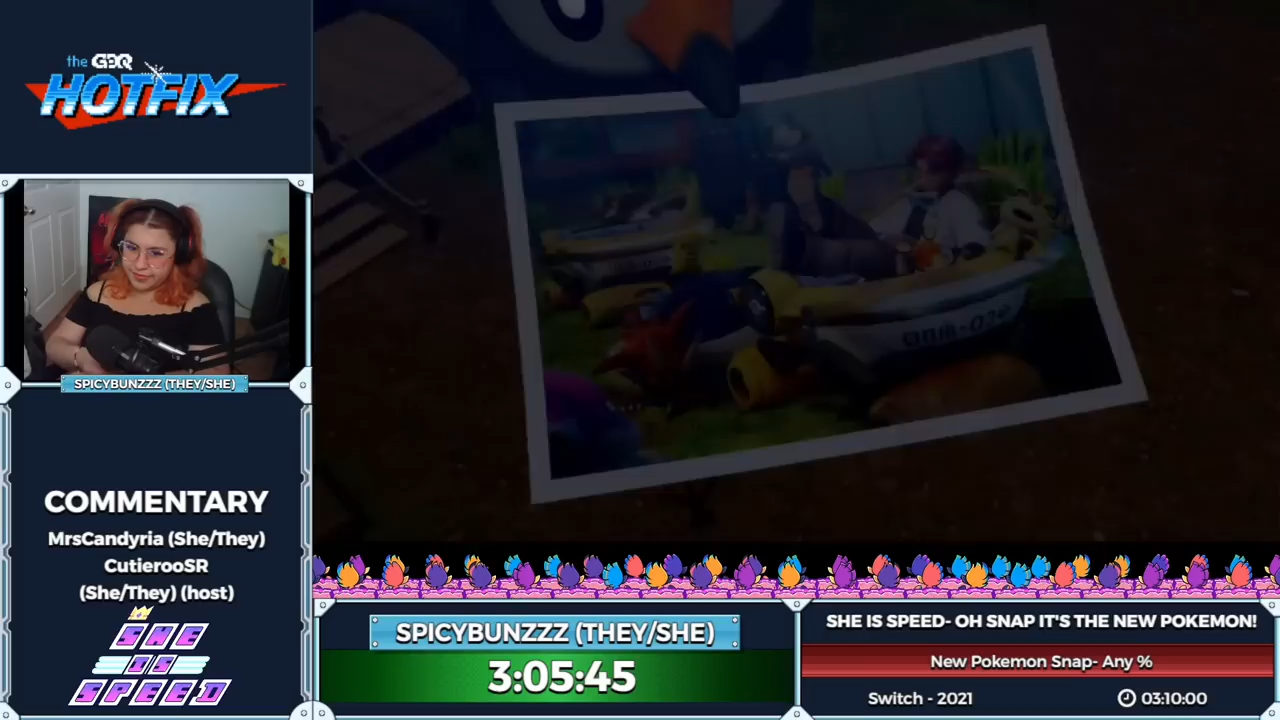 the GDQ
HOTFIX
SPICYBUNZZZ (THEY/SHE)
COMMENTARY
MrsCandyria (She/They)
CutierooSR
(She/They) (host)
SHE
IS
SPEED
SPICYBUNZZZ (THEY/SHE)
3:05:45
SHE IS SPEED- OH SNAP IT'S THE NEW POKEMON!
New Pokemon Snap- Any %
Switch - 2021
03:10:00